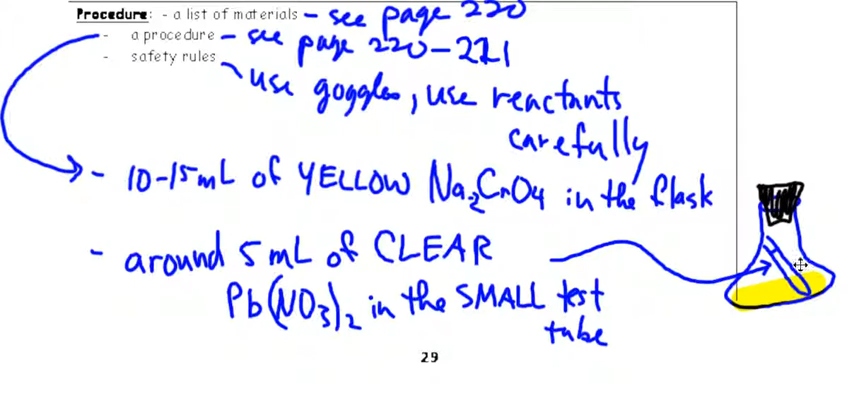 Procedure: - a list of materials - see page 220
- a procedure - see page 220-221
- safety rules
use goggles, use reactants
carefully
- 10-15mL of YELLOW Na2CrO4 in the flask
- around 5 mL of CLEAR
Pb(NO3)2 in the SMALL test
tube
29